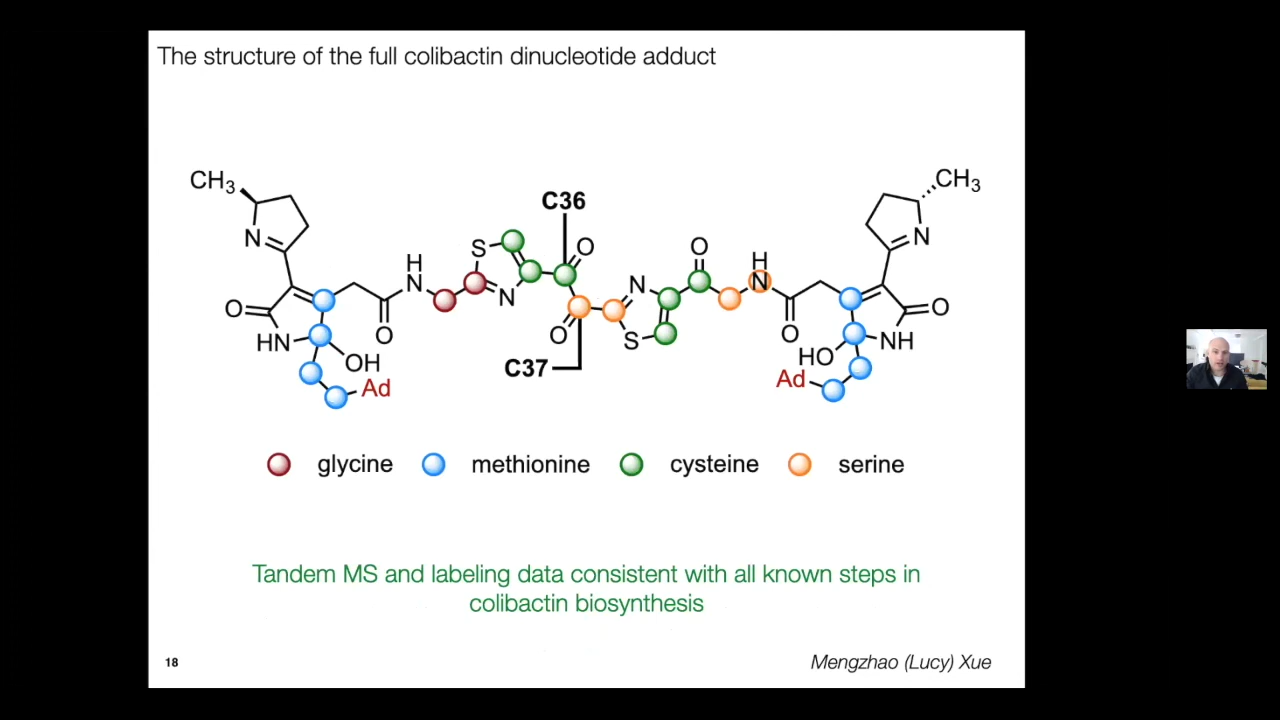 The structure of the full colibactin dinucleotide adduct
CH3
CH3
C36
N
N
H
N
S
O
N
O
N
H
N
O
O
HN
OH
Ad
O
S
C37
O
HO
NH
O
Ad
glycine methionine cysteine serine
Tandem MS and labeling data consistent with all known steps in
colibactin biosynthesis
18
Mengzhao (Lucy) Xue